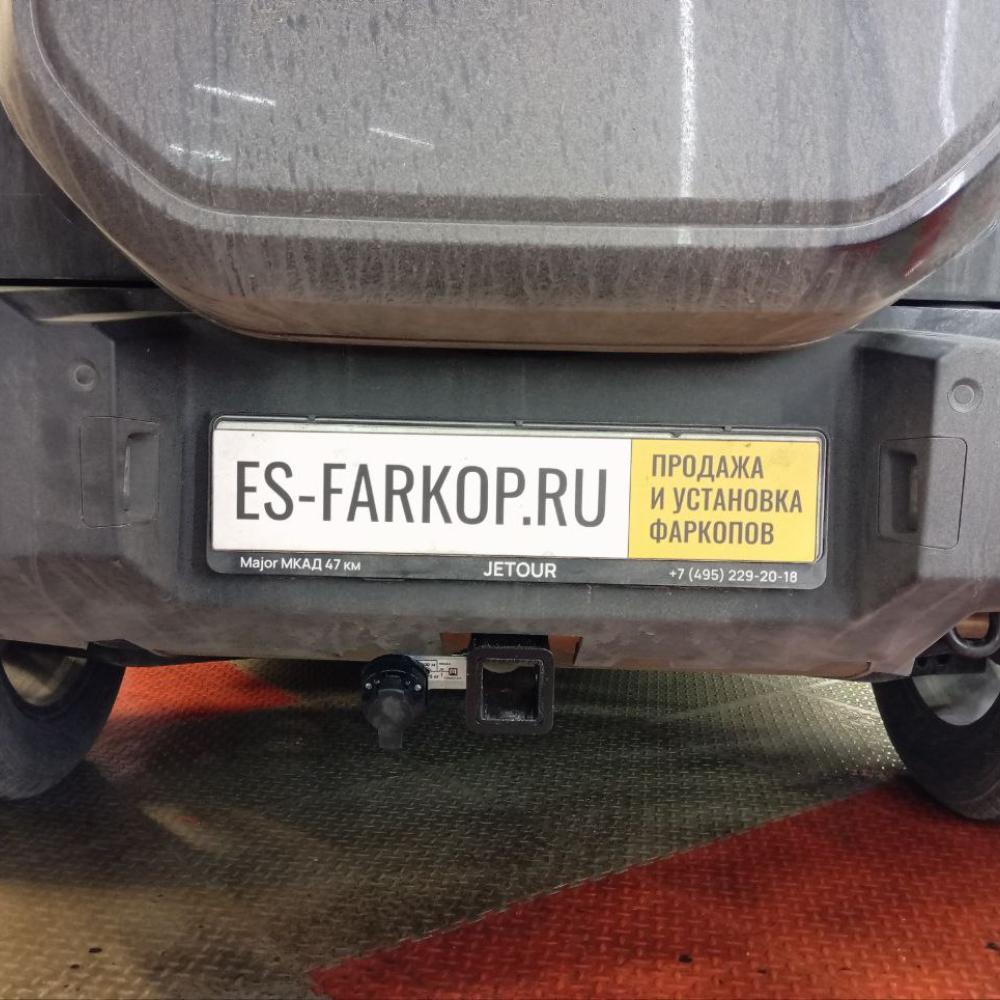 ES-FARKOP.RU
ПРОДАЖА
И УСТАНОВКА
ФАРКОПОВ
Major МКАД 47 КМ
JETOUR
+7 (495) 229-20-18